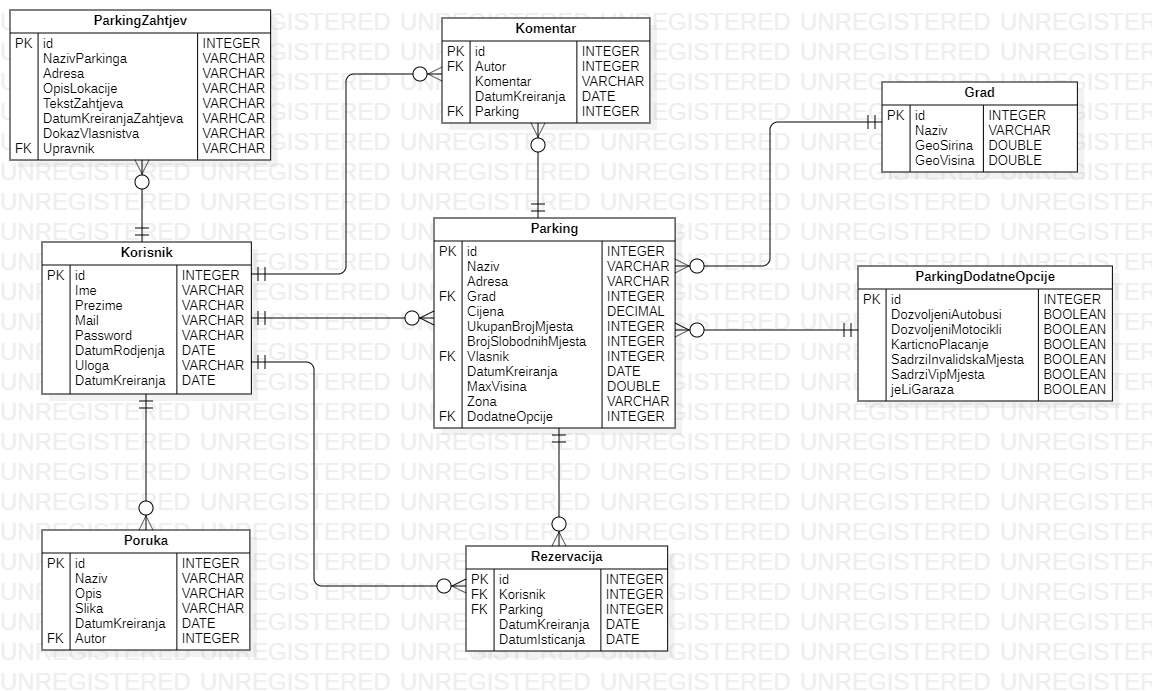 ParkingZahtjev
PK id INTEGER
NazivParkinga VARCHAR
Adresa VARCHAR
OpisLokacije VARCHAR
TekstZahtjeva VARCHAR
DatumKreiranjaZahtjeva VARHCAR
DokazVlasnistva VARCHAR
FK Upravnik VARCHAR
Komentar
PK id INTEGER
FK Autor INTEGER
Komentar VARCHAR
DatumKreiranja DATE
FK Parking INTEGER
Grad
PK id INTEGER
Naziv VARCHAR
GeoSirina DOUBLE
GeoVisina DOUBLE
Korisnik
PK id INTEGER
Ime VARCHAR
Prezime VARCHAR
Mail VARCHAR
Password VARCHAR
DatumRodjenja DATE
Uloga VARCHAR
DatumKreiranja DATE
Parking
PK id INTEGER
Naziv VARCHAR
Adresa VARCHAR
FK Grad INTEGER
Cijena DECIMAL
UkupanBrojMjesta INTEGER
BrojSlobodnihMjesta INTEGER
FK Vlasnik INTEGER
DatumKreiranja DATE
MaxVisina DOUBLE
Zona VARCHAR
FK DodatneOpcije INTEGER
ParkingDodatneOpcije
PK id INTEGER
DozvoljeniAutobusi BOOLEAN
DozvoljeniMotocikli BOOLEAN
KarticnoPlacanje BOOLEAN
SadrziInvalidskaMjesta BOOLEAN
SadrziVipMjesta BOOLEAN
jeLiGaraza BOOLEAN
Poruka
PK id INTEGER
Naziv VARCHAR
Opis VARCHAR
Slika VARCHAR
DatumKreiranja DATE
FK Autor INTEGER
Rezervacija
PK id INTEGER
FK Korisnik INTEGER
FK Parking INTEGER
DatumKreiranja DATE
DatumIsticanja DATE
UNREGISTERED